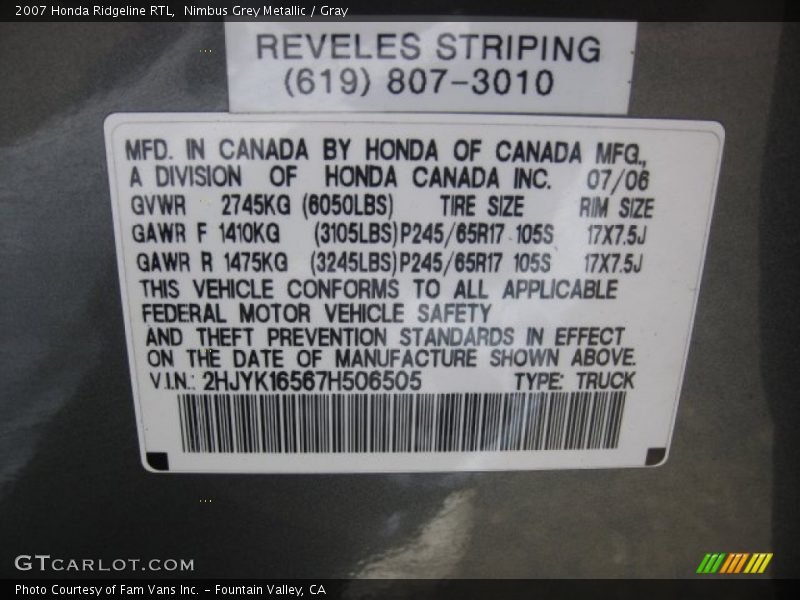 2007 Honda Ridgeline RTL, Nimbus Grey Metallic / Gray
REVELES STRIPING
(619) 807-3010
MFD. IN CANADA BY HONDA OF CANADA MFG.,
A DIVISION OF HONDA CANADA INC. 07/06
GVWR 2745KG (6050LBS) TIRE SIZE RIM SIZE
GAWR F 1410KG (3105LBS) P245/65R17 105S 17X7.5J
GAWR R 1475KG (3245LBS) P245/65R17 105S 17X7.5J
THIS VEHICLE CONFORMS TO ALL APPLICABLE
FEDERAL MOTOR VEHICLE SAFETY
AND THEFT PREVENTION STANDARDS IN EFFECT
ON THE DATE OF MANUFACTURE SHOWN ABOVE.
V.I.N.: 2HJYK16567H506505 TYPE: TRUCK
GTCARLOT.COM
Photo Courtesy of Fam Vans Inc. - Fountain Valley, CA